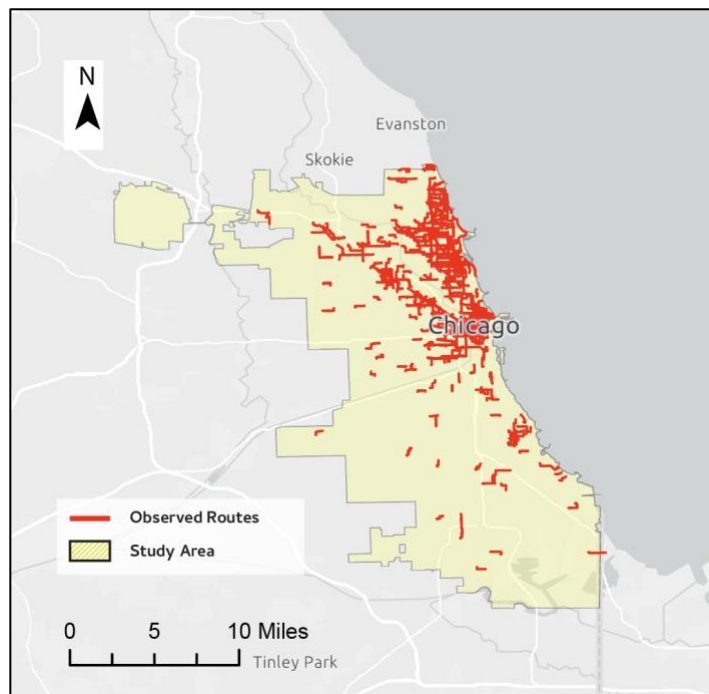 N
Evanston
Skokie
Chicago
Observed Routes
Study Area
0 5 10 Miles
Tinley Park